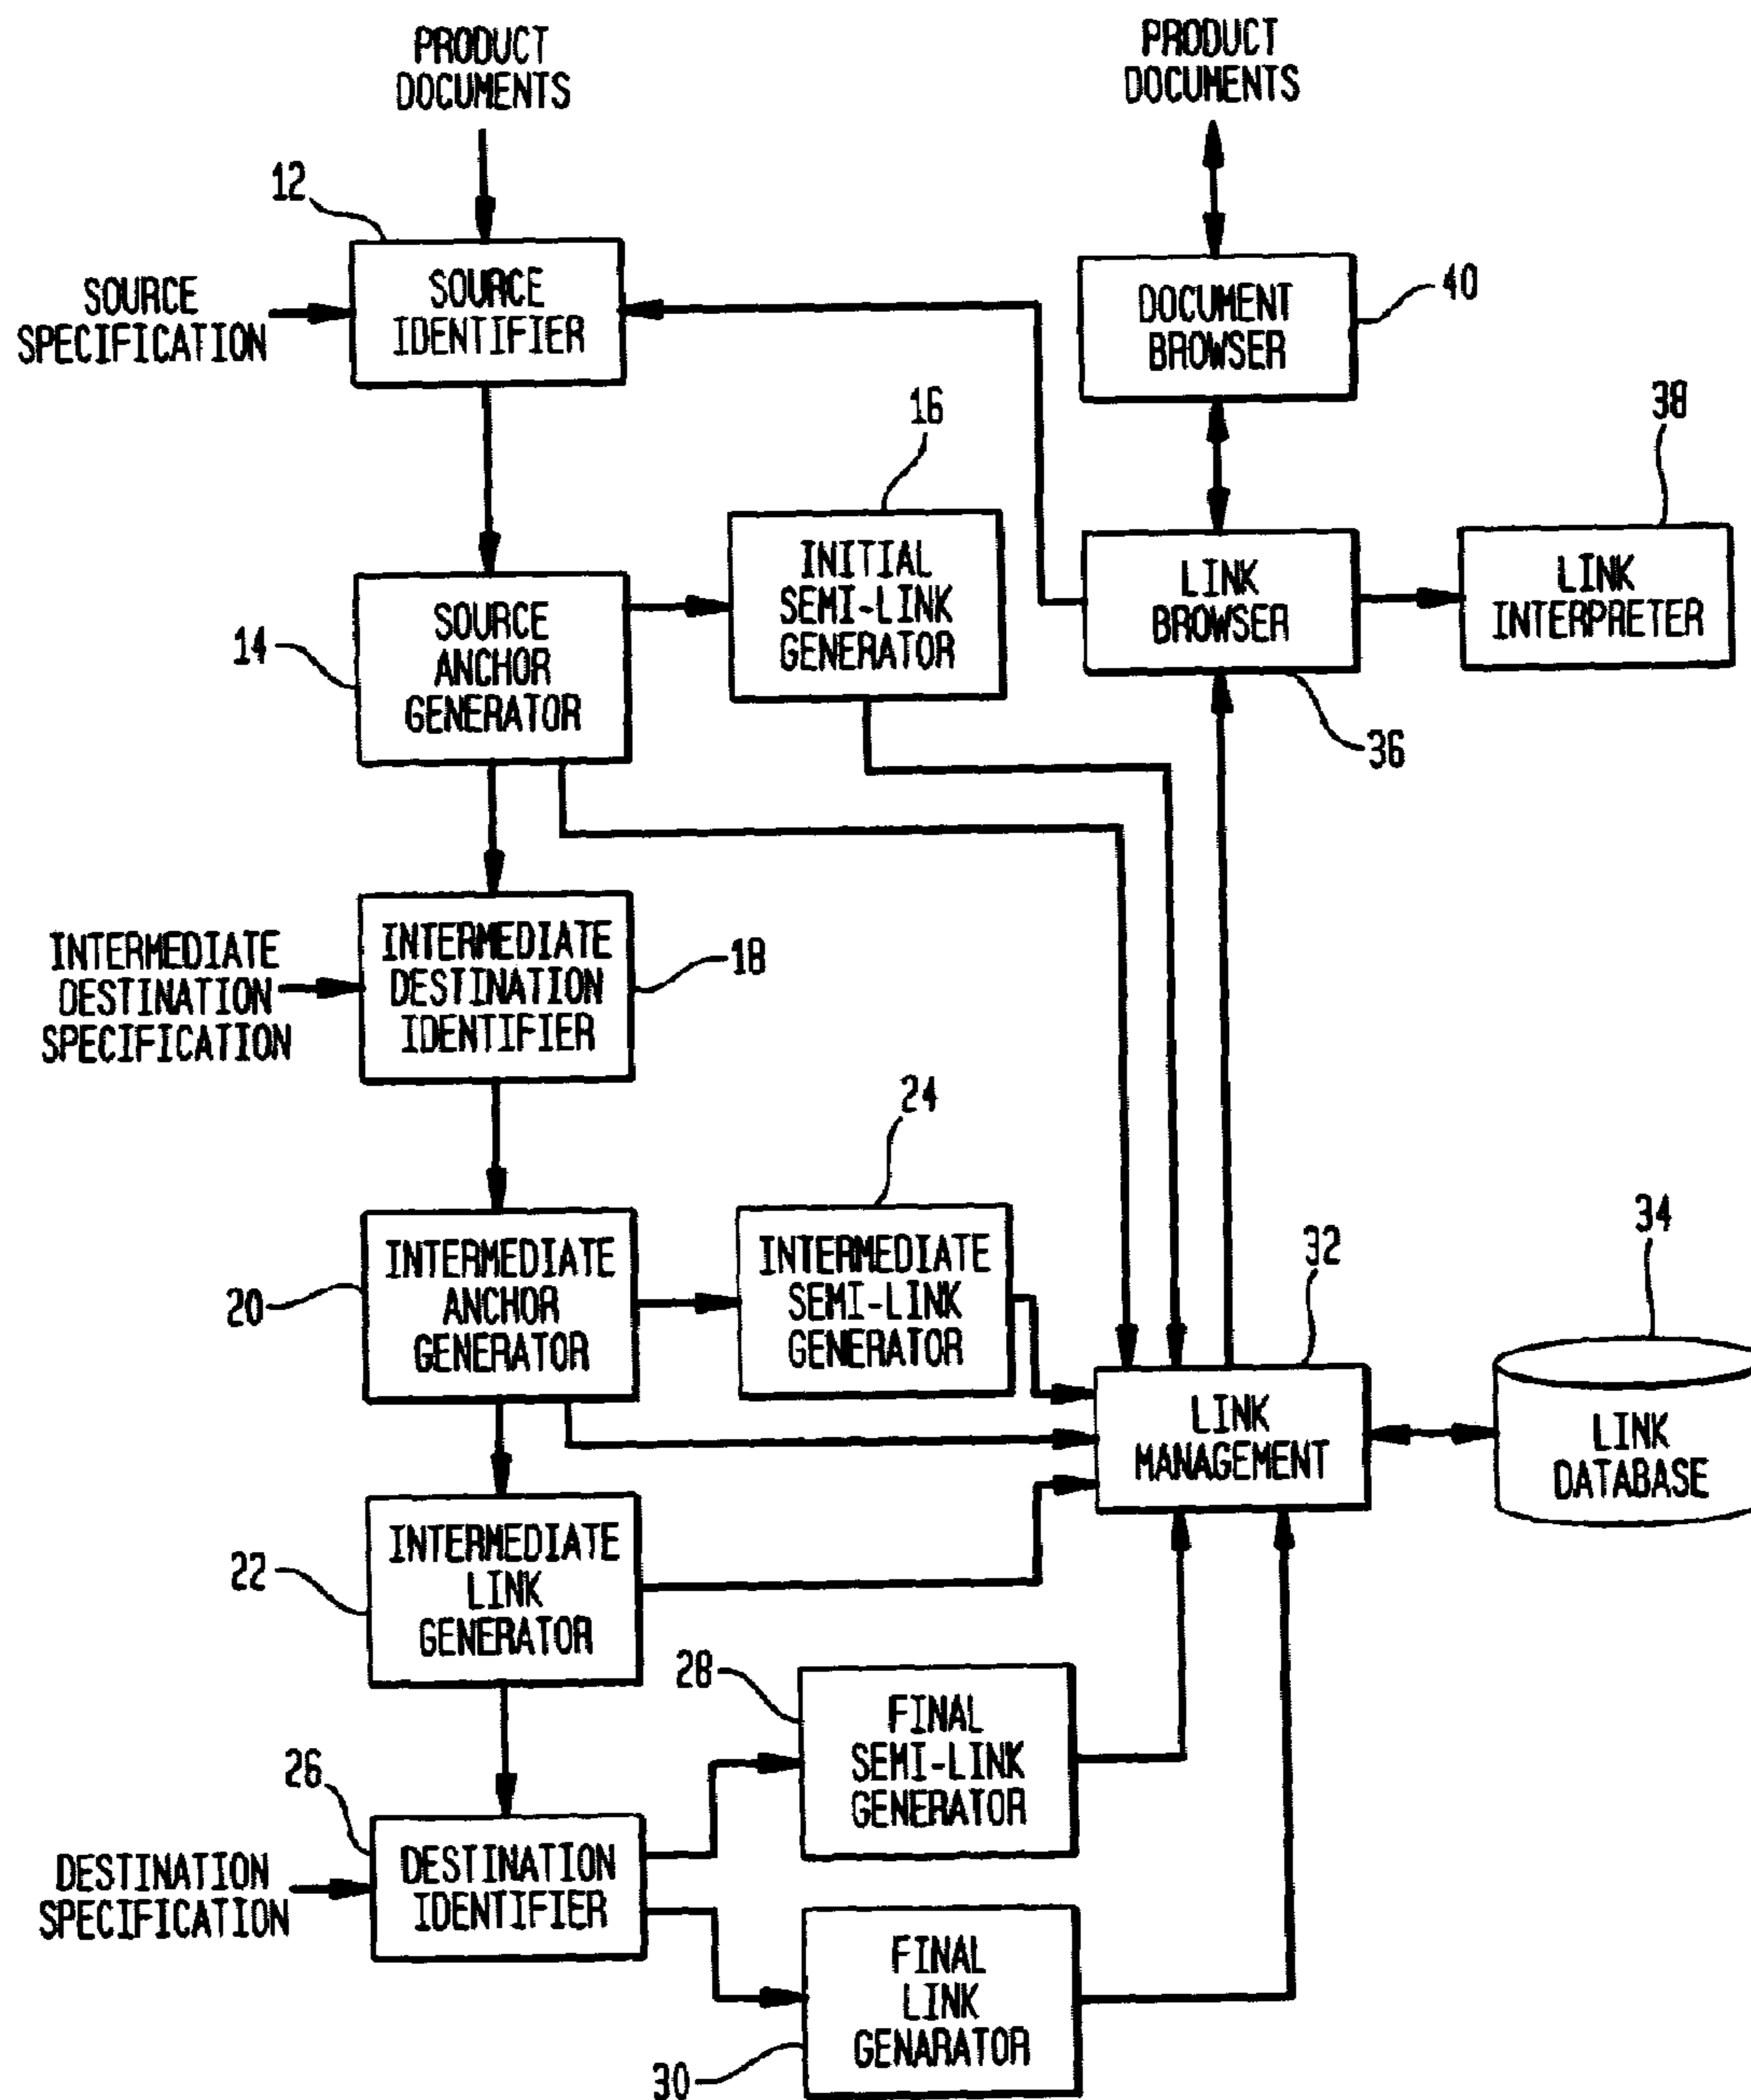 PRODUCT
DOCUMENTS
PRODUCT
DOCUMENTS
12
SOURCE
SPECIFICATION
SOURCE
IDENTIFIER
DOCUMENT
BROWSER
40
16
38
INITIAL
SEMI-LINK
GENERATOR
LINK
BROWSER
LINK
INTERPRETER
14
SOURCE
ANCHOR
GENERATOR
36
INTERMEDIATE
DESTINATION
SPECIFICATION
INTERMEDIATE
DESTINATION
IDENTIFIER
18
24
20
INTERMEDIATE
ANCHOR
GENERATOR
INTERMEDIATE
SEMI-LINK
GENERATOR
32
34
LINK
MANAGEMENT
LINK
DATABASE
22
INTERMEDIATE
LINK
GENERATOR
28
FINAL
SEMI-LINK
GENERATOR
26
DESTINATION
SPECIFICATION
DESTINATION
IDENTIFIER
FINAL
LINK
GENARATOR
30